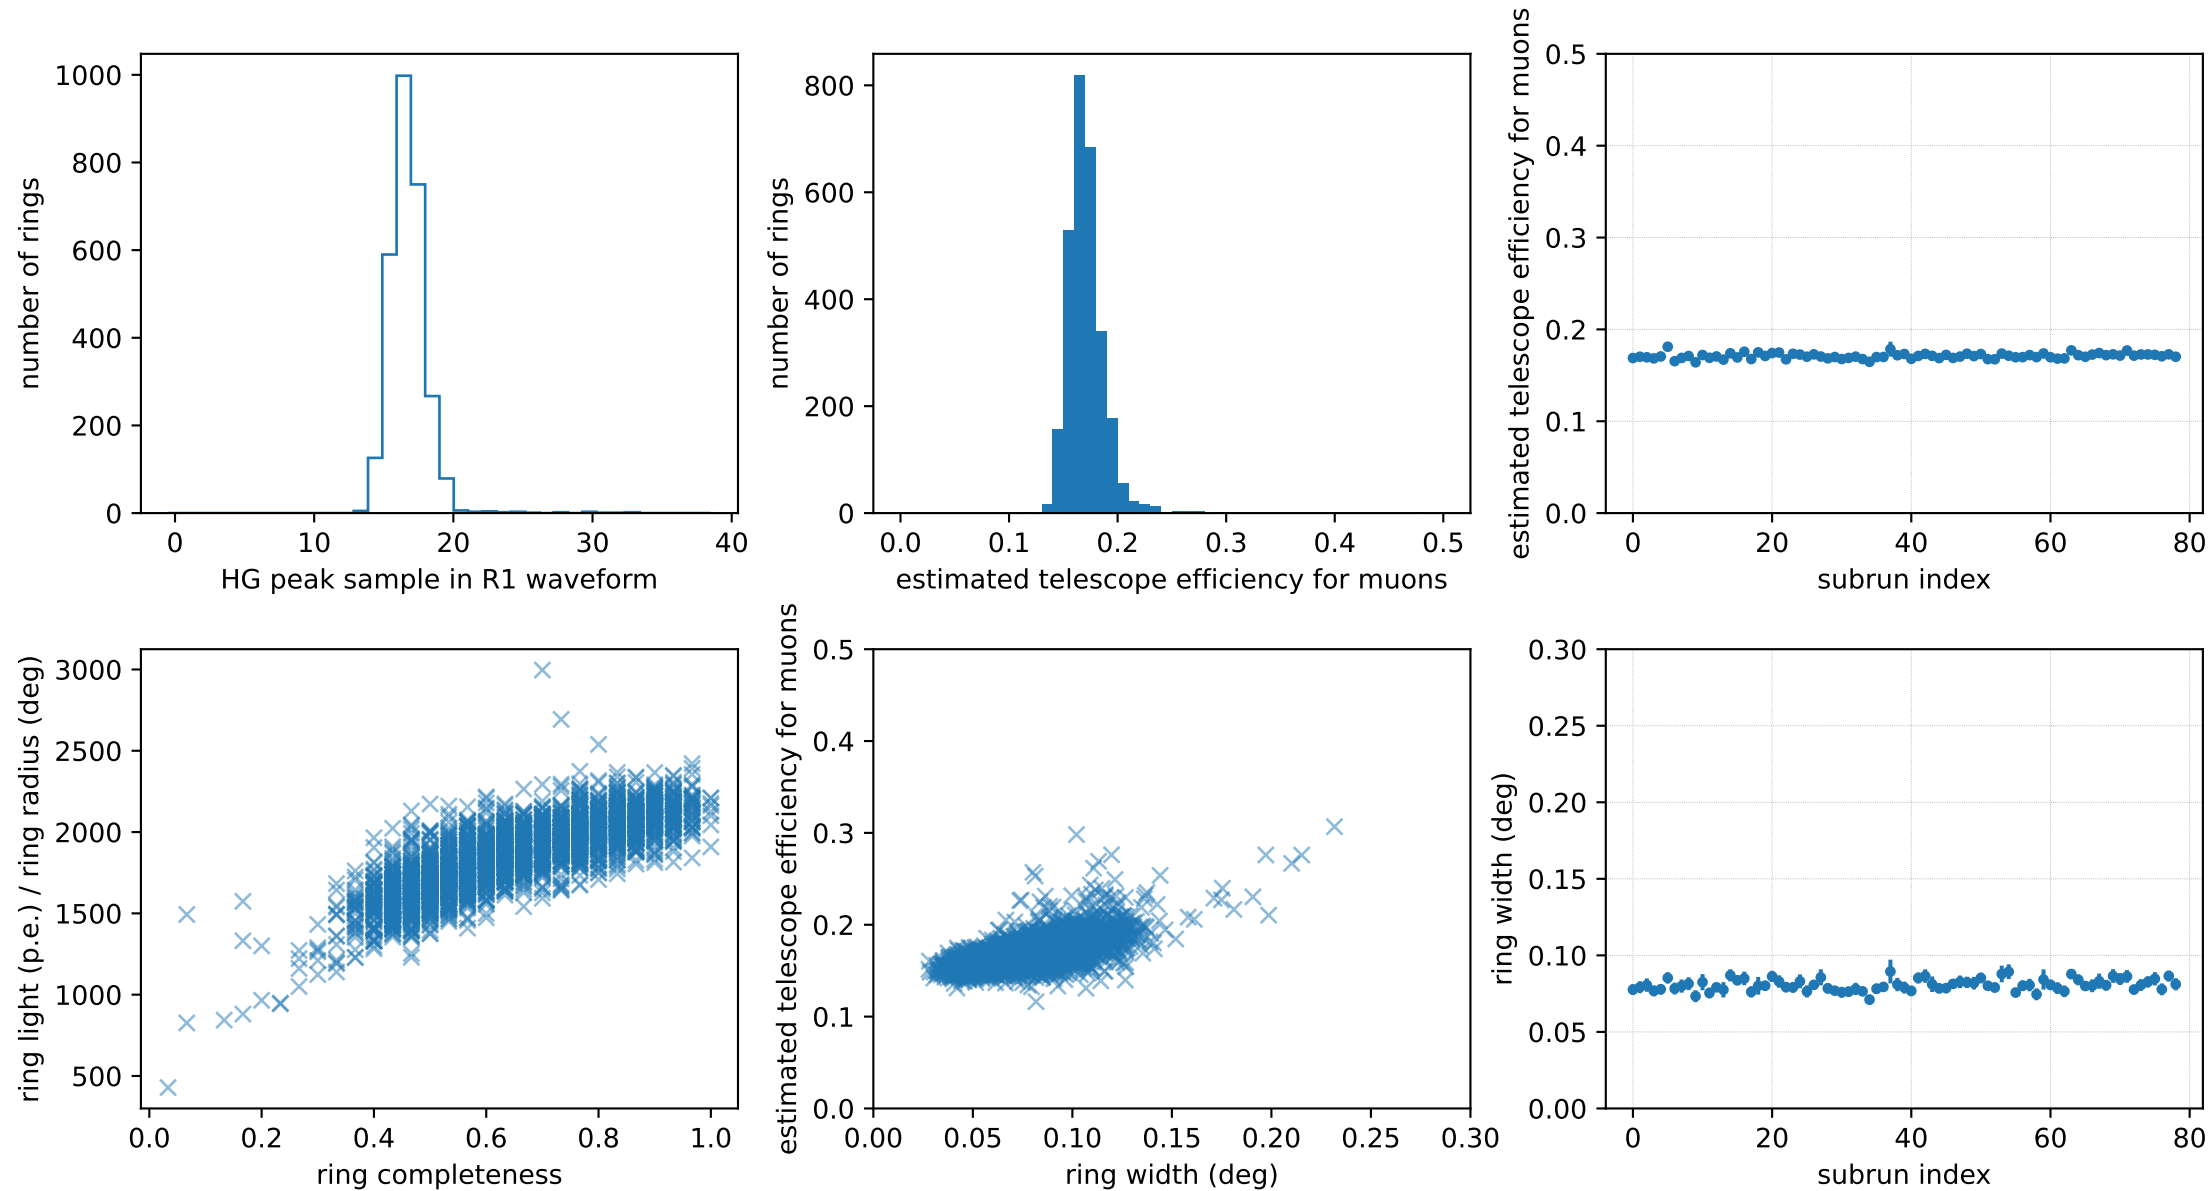 number of rings
1000
800
600
400
200
0
0 10 20 30 40
HG peak sample in R1 waveform
number of rings
800
600
400
200
0
0.0 0.1 0.2 0.3 0.4 0.5
estimated telescope efficiency for muons
estimated telescope efficiency for muons
0.5
0.4
0.3
0.2
0.1
0.0
0 20 40 60 80
subrun index
ring light (p.e.) / ring radius (deg)
3000
2500
2000
1500
1000
500
0.0 0.2 0.4 0.6 0.8 1.0
ring completeness
estimated telescope efficiency for muons
0.5
0.4
0.3
0.2
0.1
0.0
0.00 0.05 0.10 0.15 0.20 0.25 0.30
ring width (deg)
ring width (deg)
0.30
0.25
0.20
0.15
0.10
0.05
0.00
0 20 40 60 80
subrun index